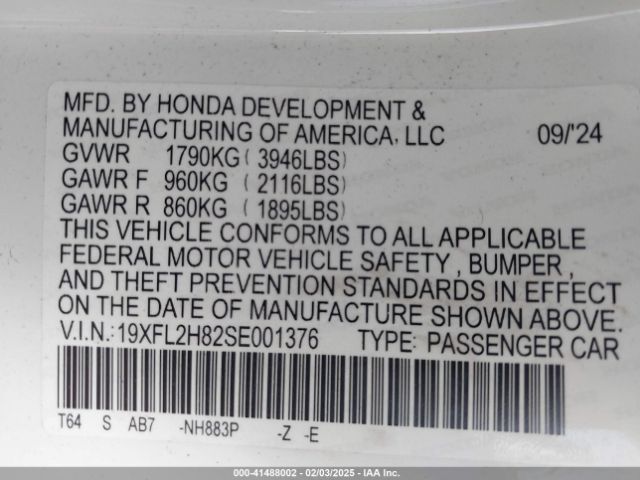 MFD. BY HONDA DEVELOPMENT &
MANUFACTURING OF AMERICA, LLC 09/'24
GVWR 1790KG ( 3946LBS)
GAWR F 960KG ( 2116LBS)
GAWR R 860KG ( 1895LBS)
THIS VEHICLE CONFORMS TO ALL APPLICABLE
FEDERAL MOTOR VEHICLE SAFETY , BUMPER ,
AND THEFT PREVENTION STANDARDS IN EFFECT
ON THE DATE OF MANUFACTURE SHOWN ABOVE.
V.I.N.:19XFL2H82SE001376 TYPE: PASSENGER CAR
T64 S AB7 -NH883P -Z -E
000-41488002 - 02/03/2025 - IAA Inc.